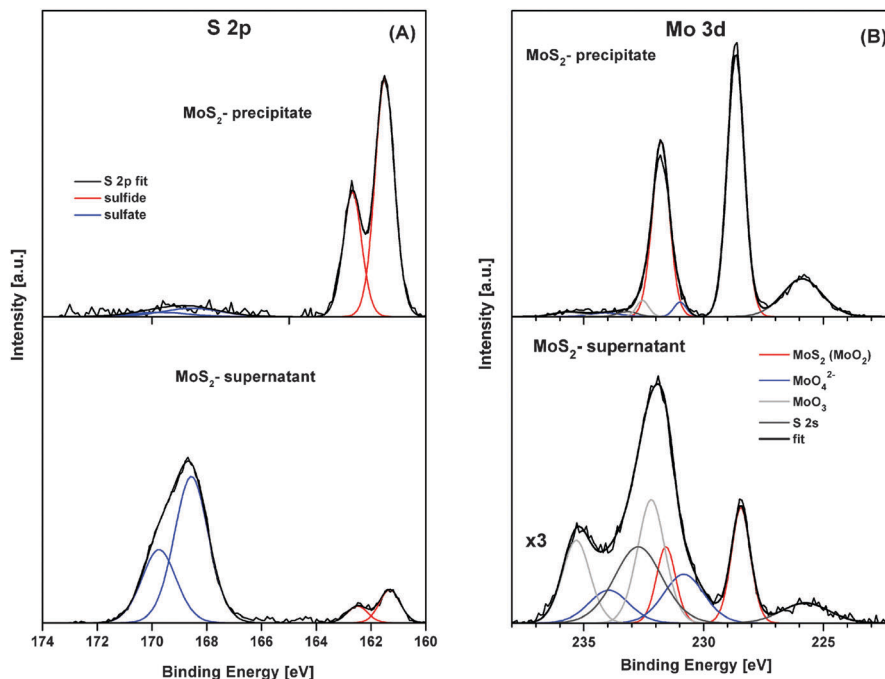 S 2p
(A)
MoS₂- precipitate
S 2p fit
sulfide
sulfate
MoS₂- supernatant
Intensity [a.u.]
174 172 170 168 166 164 162 160
Binding Energy [eV]
Mo 3d
(B)
MoS₂- precipitate
MoS₂- supernatant
MoS₂ (MoO₂)
MoO₄²⁻
MoO₃
S 2s
fit
x3
Intensity [a.u.]
235 230 225
Binding Energy [eV]